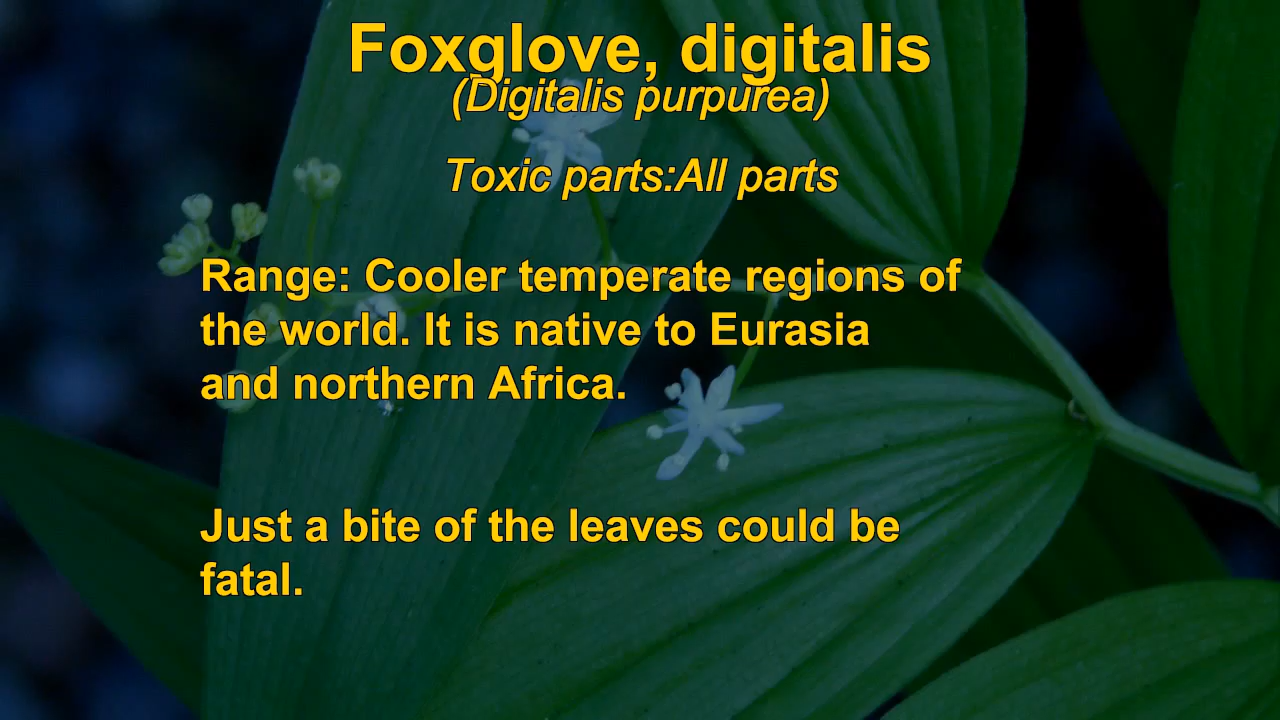 Foxglove, digitalis
(Digitalis purpurea)
Toxic parts:All parts
Range: Cooler temperate regions of
the world. It is native to Eurasia
and northern Africa.
Just a bite of the leaves could be
fatal.